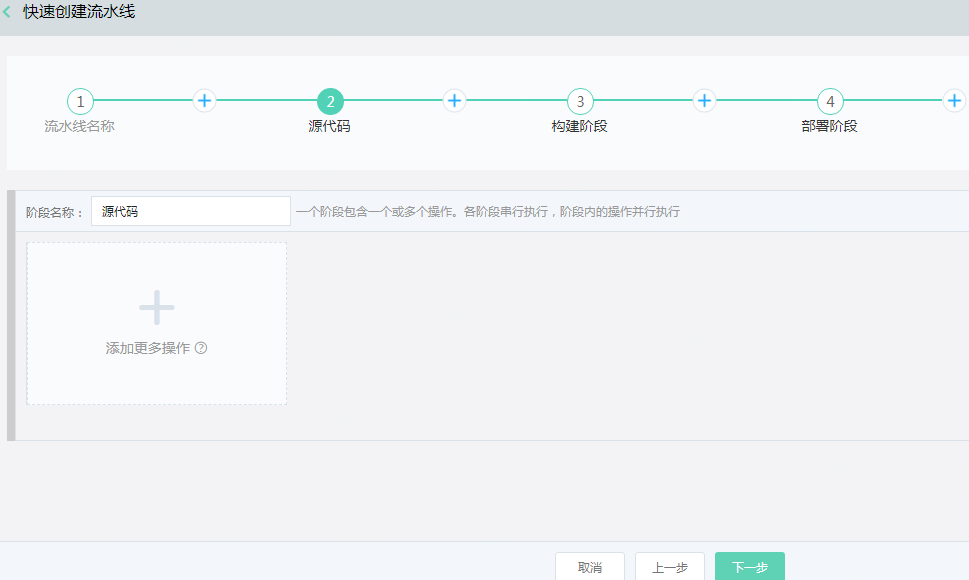 快速创建流水线
1 2 3 4
流水线名称 源代码 构建阶段 部署阶段
阶段名称： 源代码 一个阶段包含一个或多个操作。各阶段串行执行，阶段内的操作并行执行
添加更多操作 ?
取消 上一步 下一步